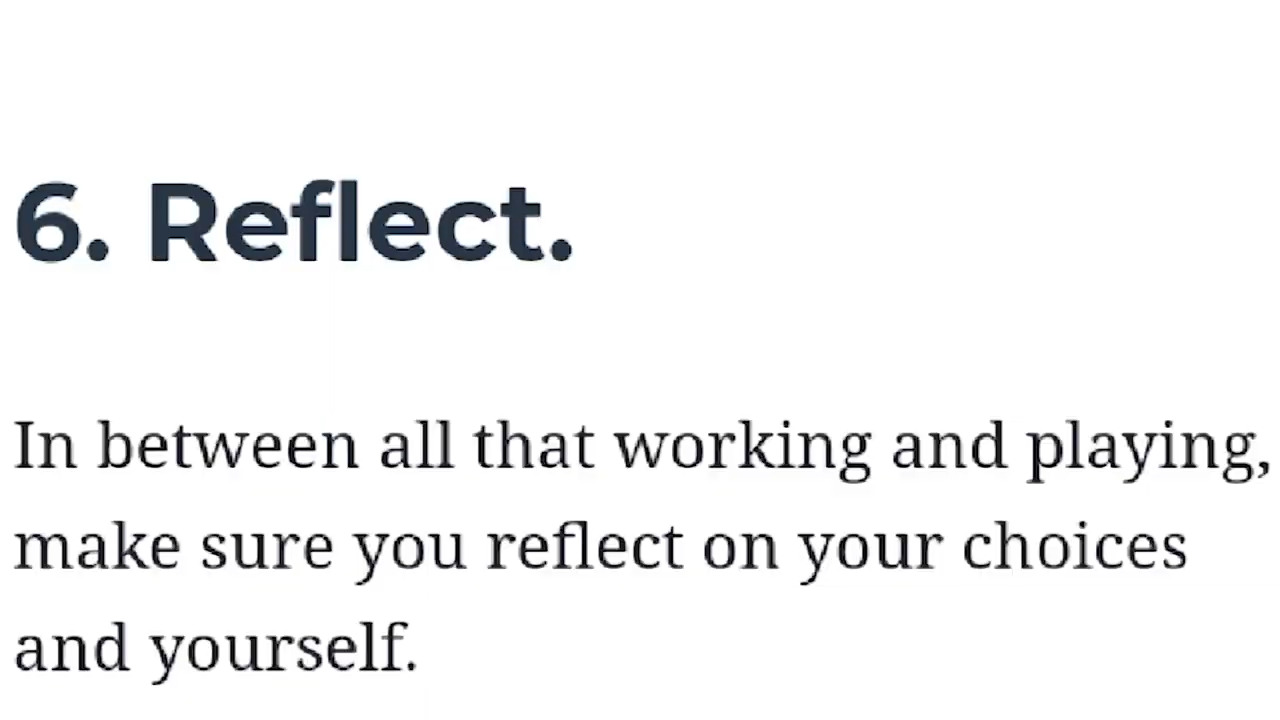 6. Reflect.
In between all that working and playing,
make sure you reflect on your choices
and yourself.